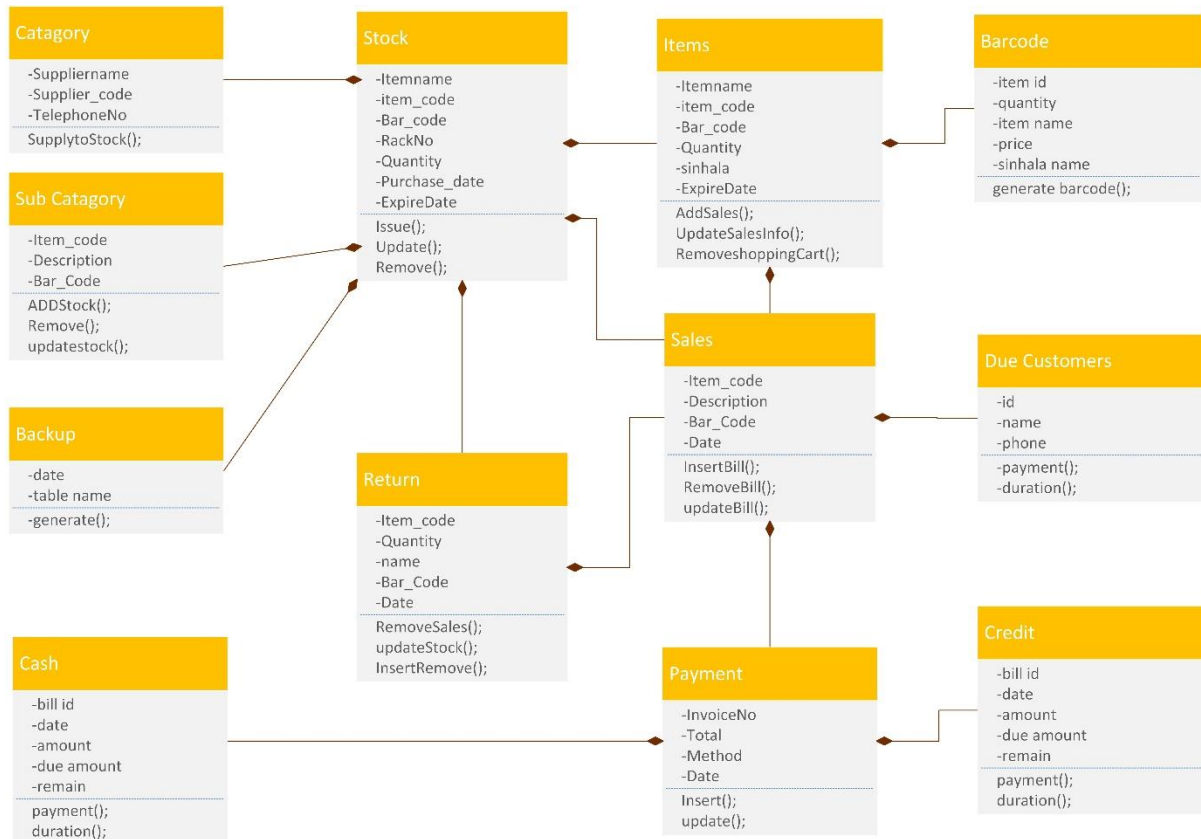 Catagory
-Suppliername
-Supplier_code
-TelephoneNo
SupplytoStock();
Sub Catagory
-Item_code
-Description
-Bar_Code
ADDStock();
Remove();
updatestock();
Backup
-date
-table name
-generate();
Cash
-bill id
-date
-amount
-due amount
-remain
payment();
duration();
Stock
-Itemname
-item_code
-Bar_code
-RackNo
-Quantity
-Purchase_date
-ExpireDate
Issue();
Update();
Remove();
Return
-Item_code
-Quantity
-name
-Bar_Code
-Date
RemoveSales();
updateStock();
InsertRemove();
Items
-Itemname
-item_code
-Bar_code
-Quantity
-sinhala
-ExpireDate
AddSales();
UpdateSalesInfo();
RemoveshoppingCart();
Sales
-Item_code
-Description
-Bar_Code
-Date
InsertBill();
RemoveBill();
updateBill();
Payment
-InvoiceNo
-Total
-Method
-Date
Insert();
update();
Barcode
-item id
-quantity
-item name
-price
-sinhala name
generate barcode();
Due Customers
-id
-name
-phone
-payment();
-duration();
Credit
-bill id
-date
-amount
-due amount
-remain
payment();
duration();